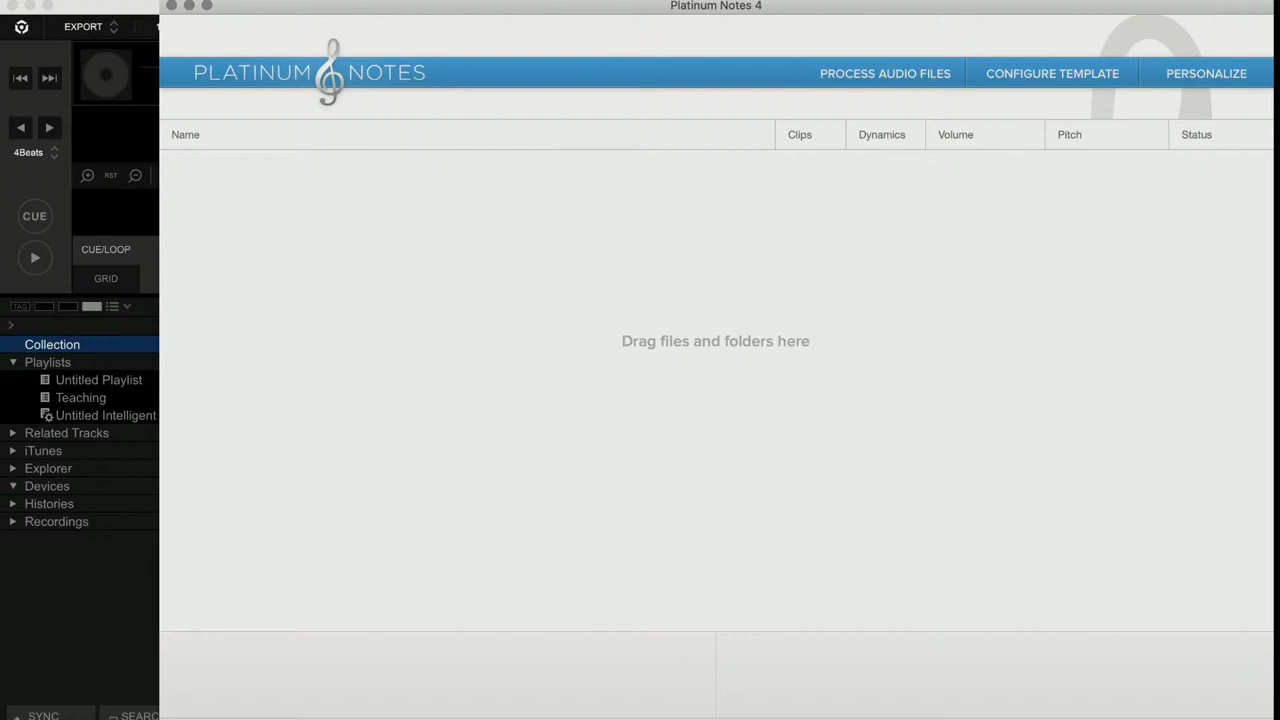 Platinum Notes 4
EXPORT
PLATINUM NOTES
PROCESS AUDIO FILES
CONFIGURE TEMPLATE
PERSONALIZE
Name
Clips
Dynamics
Volume
Pitch
Status
4Beats
RST
CUE
CUE/LOOP
GRID
TAG
Drag files and folders here
Collection
Playlists
Untitled Playlist
Teaching
Untitled Intelligent
Related Tracks
iTunes
Explorer
Devices
Histories
Recordings
SYNC
SEARC